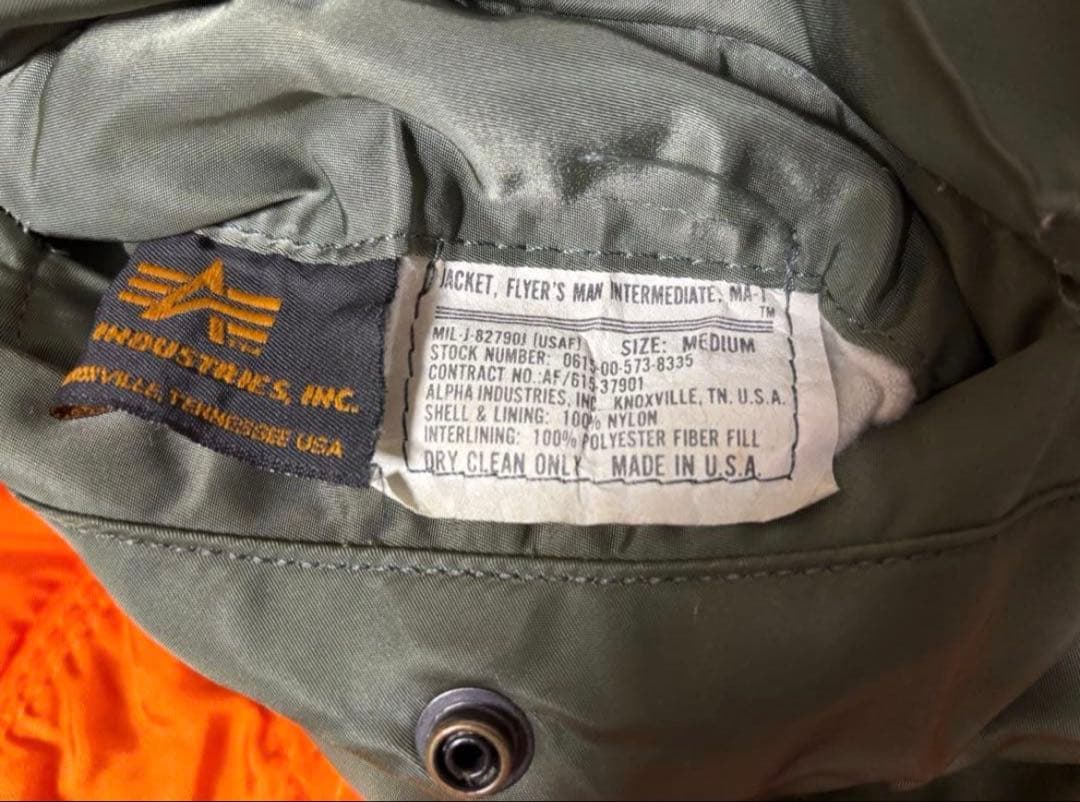 INDUSTRIES, INC.
KNOXVILLE, TENNESSEE USA
JACKET, FLYER'S MAN INTERMEDIATE, MA-1
TM
MIL-J-82790J (USAF) SIZE: MEDIUM
STOCK NUMBER: 0615-00-573-8335
CONTRACT NO.:AF/615-37901
ALPHA INDUSTRIES, INC KNOXVILLE, TN. U.S.A.
SHELL & LINING: 100% NYLON
INTERLINING: 100% POLYESTER FIBER FILL
DRY CLEAN ONLY MADE IN U.S.A.